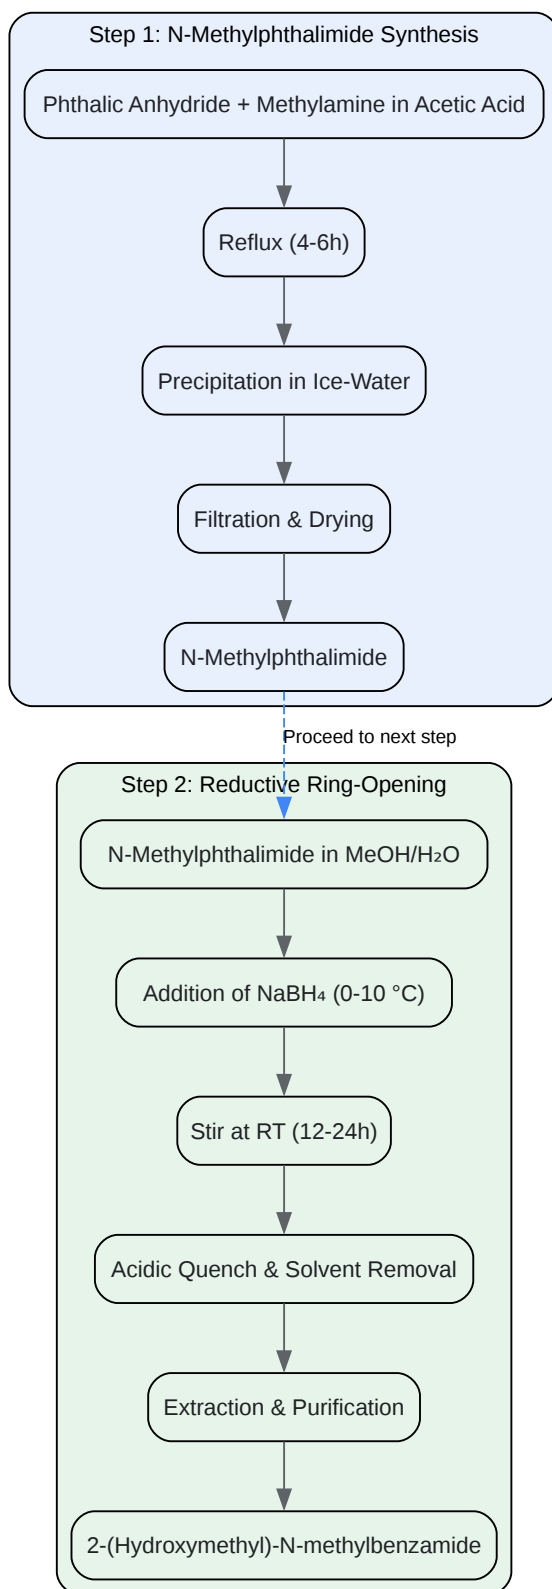 Step 1: N-Methylphthalimide Synthesis
Phthalic Anhydride + Methylamine in Acetic Acid
Reflux (4-6h)
Precipitation in Ice-Water
Filtration & Drying
N-Methylphthalimide
Proceed to next step
Step 2: Reductive Ring-Opening
N-Methylphthalimide in MeOH/H₂O
Addition of NaBH₄ (0-10 °C)
Stir at RT (12-24h)
Acidic Quench & Solvent Removal
Extraction & Purification
2-(Hydroxymethyl)-N-methylbenzamide